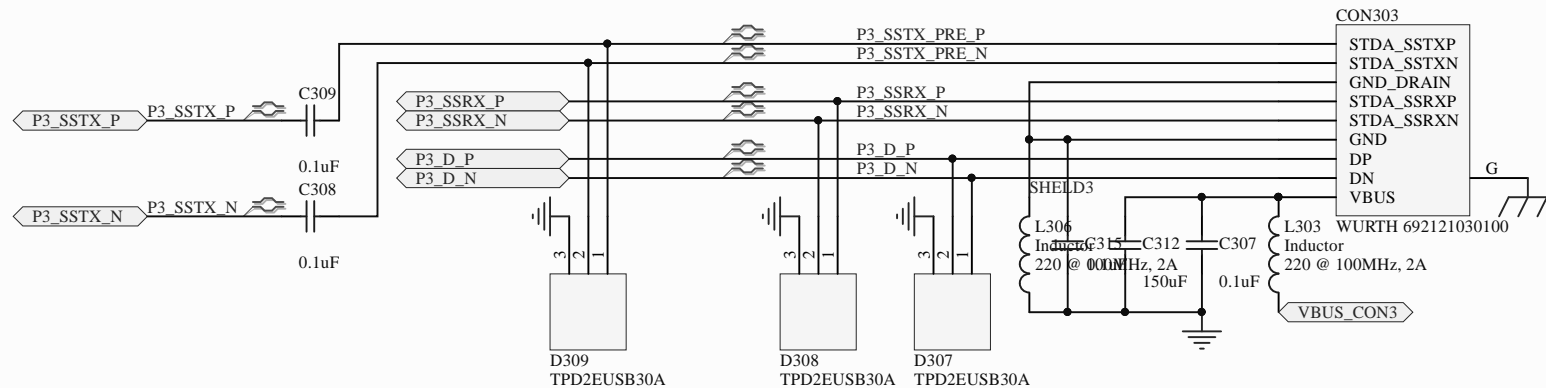 CON303
P3_SSTX_PRE_P
STDA_SSTXP
P3_SSTX_PRE_N
STDA_SSTXN
GND_DRAIN
C309
P3_SSTX_P
P3_SSTX_P
P3_SSRX_P
P3_SSRX_P
STDA_SSRXP
P3_SSRX_N
P3_SSRX_N
STDA_SSRXN
GND
0.1uF
P3_D_P
P3_D_P
DP
P3_D_N
P3_D_N
DN
G
C308
SHELD3
VBUS
P3_SSTX_N
P3_SSTX_N
WURTH 692121030100
0.1uF
L306
Inductor
220 @ 100MHz, 2A
C315
0.1uF
C312
150uF
C307
0.1uF
L303
Inductor
220 @ 100MHz, 2A
VBUS_CON3
3 2 1
3 2 1
3 2 1
D309
TPD2EUSB30A
D308
TPD2EUSB30A
D307
TPD2EUSB30A